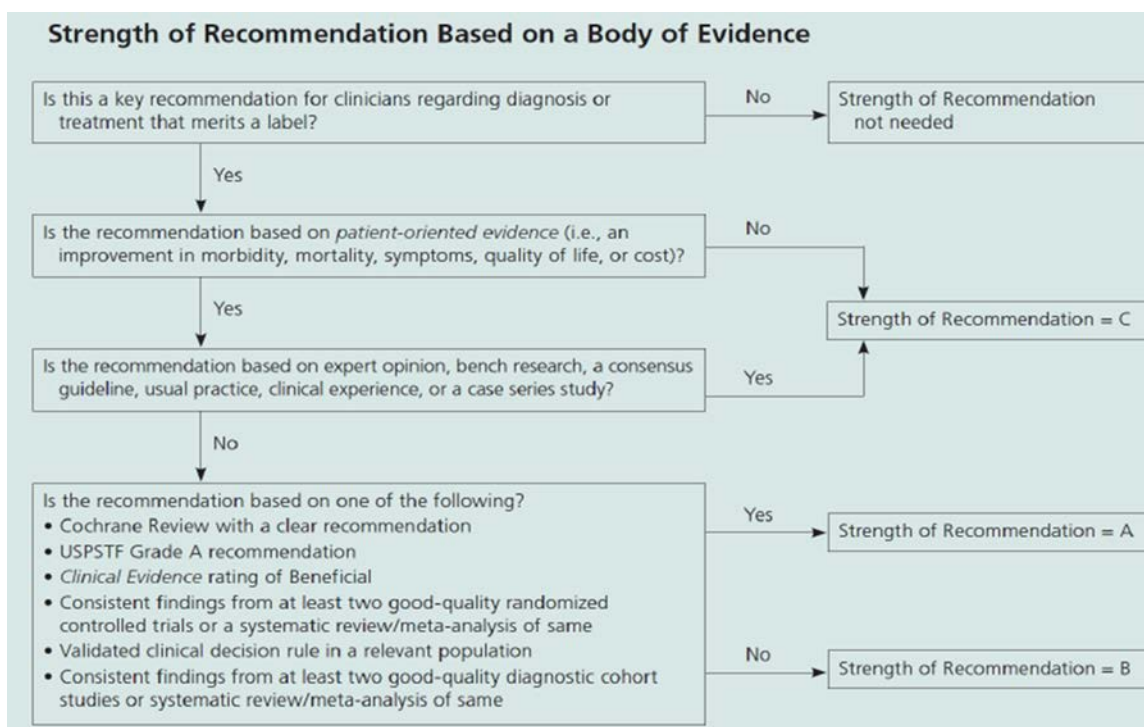 Strength of Recommendation Based on a Body of Evidence
Is this a key recommendation for clinicians regarding diagnosis or
treatment that merits a label?
No
Strength of Recommendation
not needed
Yes
Is the recommendation based on patient-oriented evidence (i.e., an
improvement in morbidity, mortality, symptoms, quality of life, or cost)?
No
Yes
Strength of Recommendation = C
Is the recommendation based on expert opinion, bench research, a consensus
guideline, usual practice, clinical experience, or a case series study?
Yes
No
Is the recommendation based on one of the following?
• Cochrane Review with a clear recommendation
• USPSTF Grade A recommendation
• Clinical Evidence rating of Beneficial
• Consistent findings from at least two good-quality randomized
controlled trials or a systematic review/meta-analysis of same
• Validated clinical decision rule in a relevant population
• Consistent findings from at least two good-quality diagnostic cohort
studies or systematic review/meta-analysis of same
Yes
Strength of Recommendation = A
No
Strength of Recommendation = B